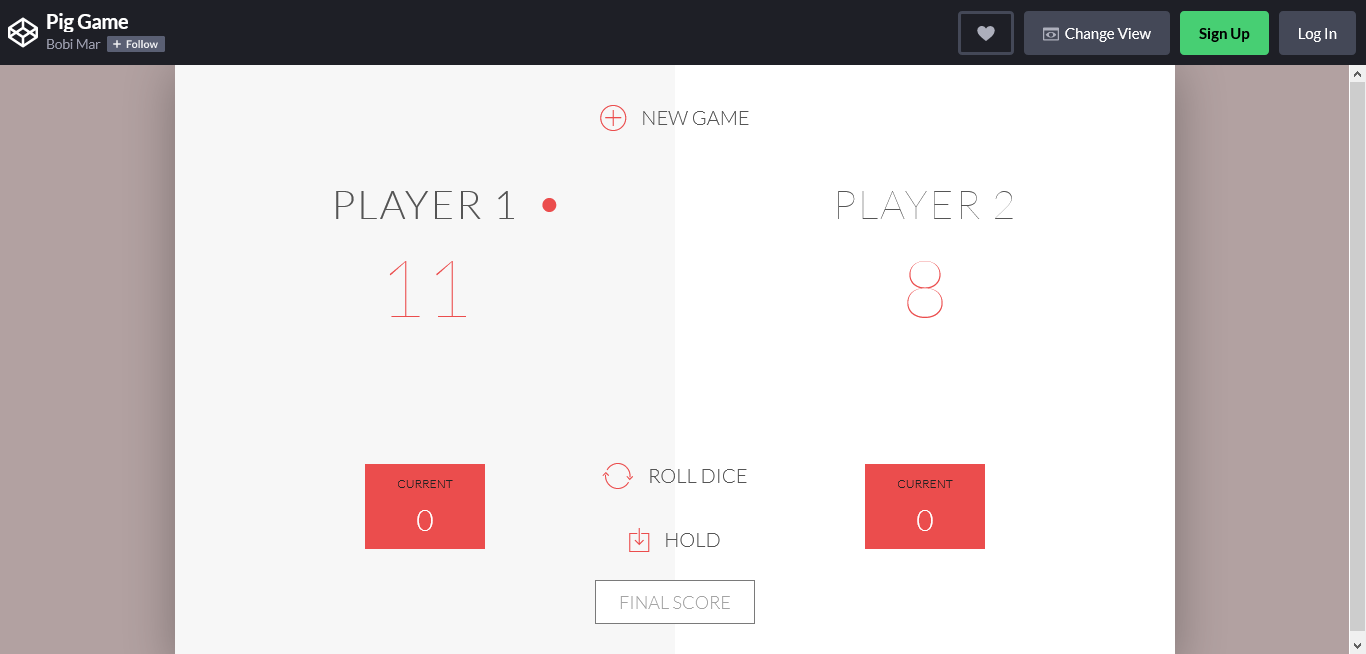 Pig Game
Bobi Mar
+ Follow
Change View
Sign Up
Log In
NEW GAME
PLAYER 1
11
PLAYER 2
8
CURRENT
0
ROLL DICE
HOLD
FINAL SCORE
CURRENT
0